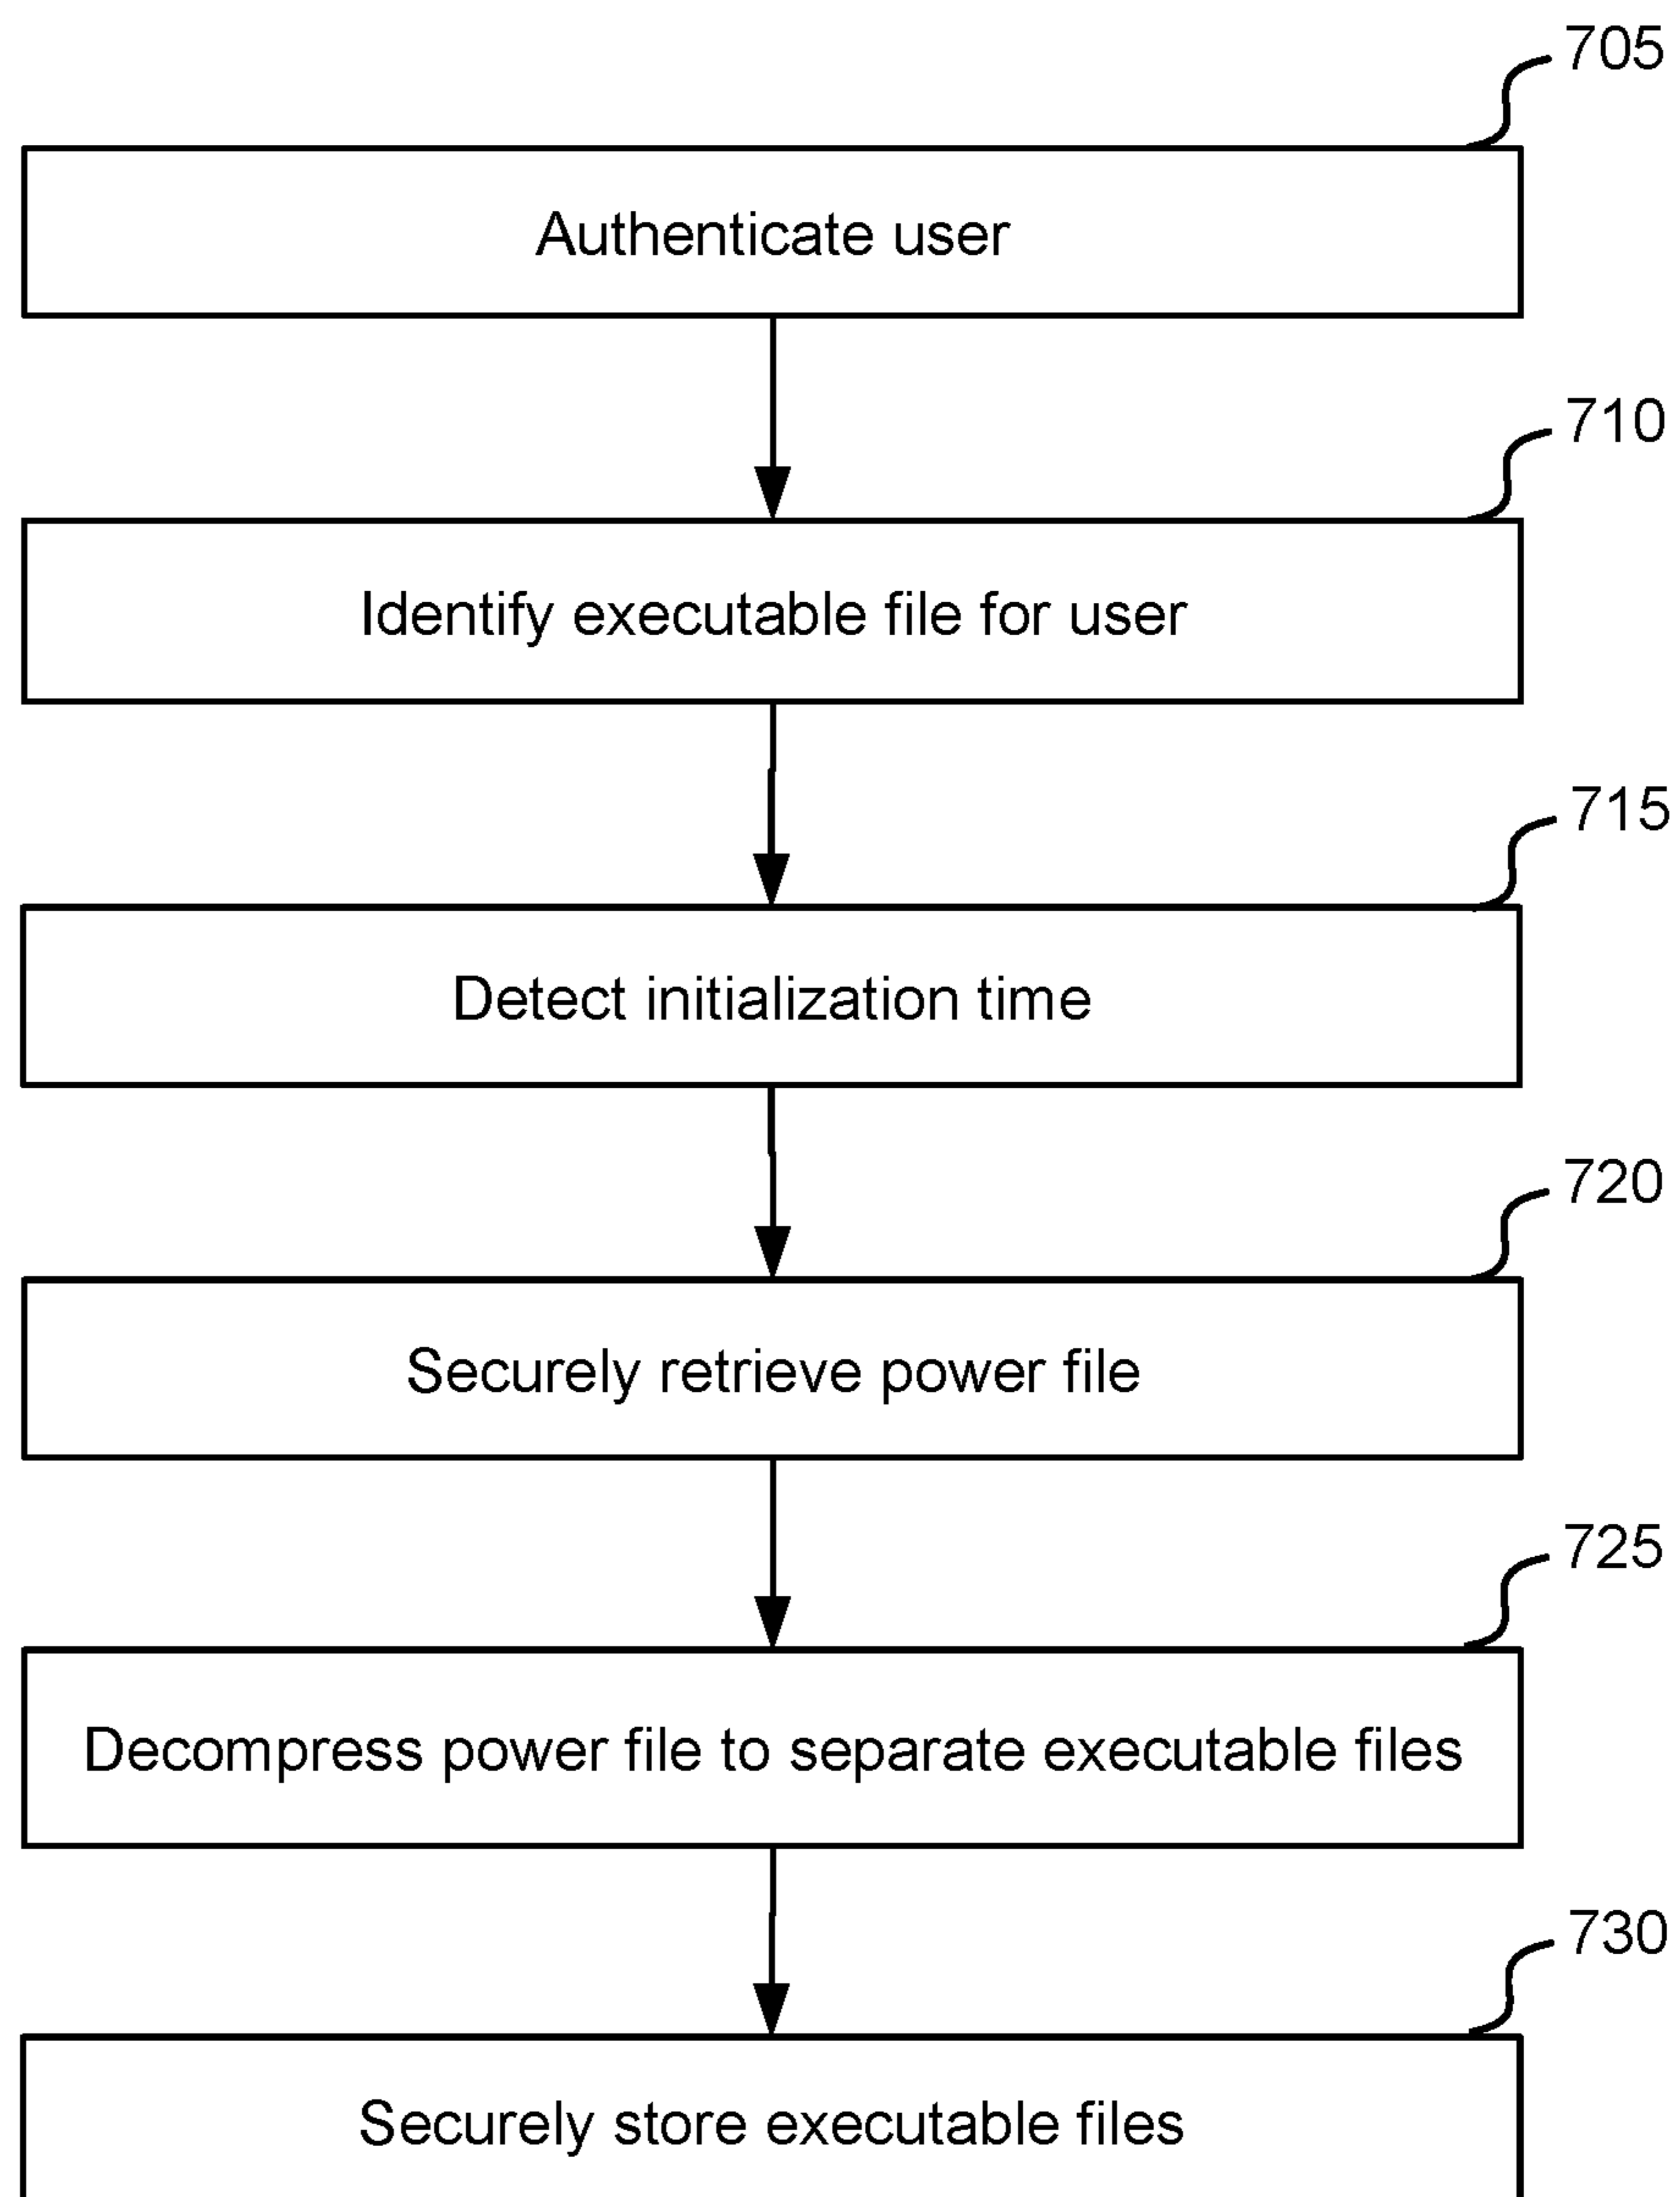 705
Authenticate user
710
Identify executable file for user
715
Detect initialization time
720
Securely retrieve power file
725
Decompress power file to separate executable files
730
Securely store executable files